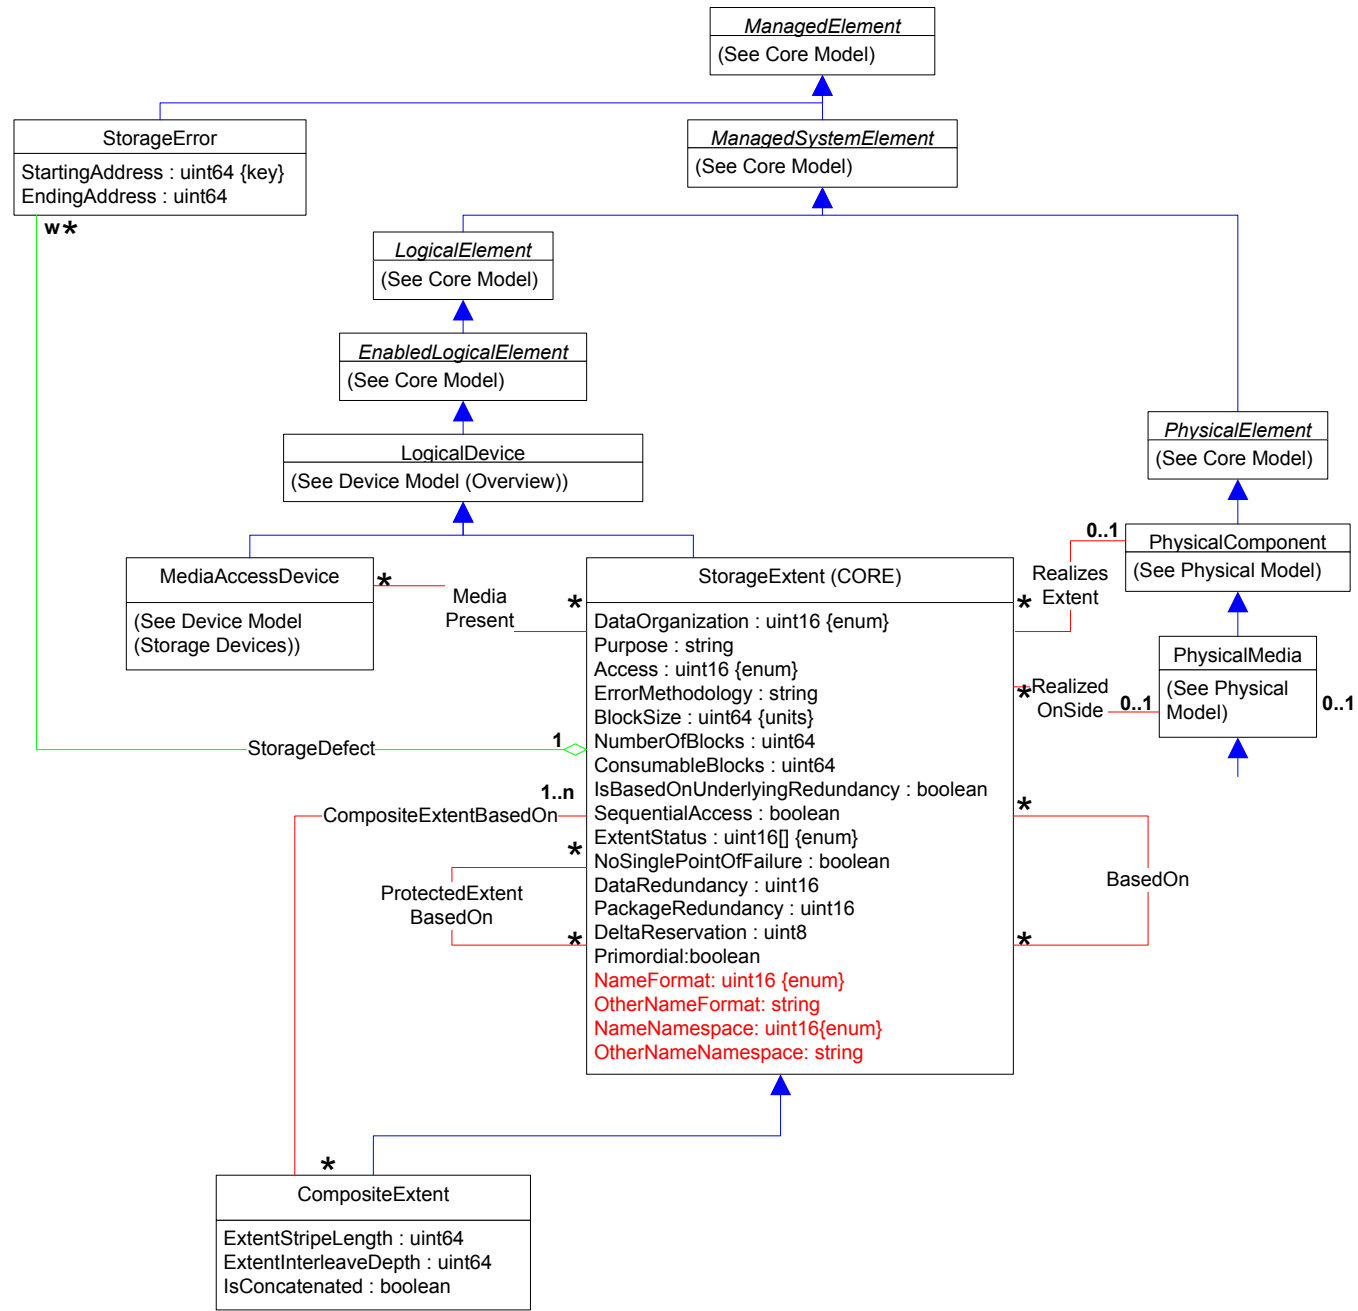 ManagedElement
(See Core Model)
StorageError
StartingAddress : uint64 {key}
EndingAddress : uint64
w*
ManagedSystemElement
(See Core Model)
LogicalElement
(See Core Model)
EnabledLogicalElement
(See Core Model)
LogicalDevice
(See Device Model (Overview))
PhysicalElement
(See Core Model)
0..1
PhysicalComponent
(See Physical Model)
Realizes
Extent
*
MediaAccessDevice
(See Device Model
(Storage Devices))
*
Media
Present
*
StorageExtent (CORE)
DataOrganization : uint16 {enum}
Purpose : string
Access : uint16 {enum}
ErrorMethodology : string
BlockSize : uint64 {units}
NumberOfBlocks : uint64
ConsumableBlocks : uint64
IsBasedOnUnderlyingRedundancy : boolean
SequentialAccess : boolean
ExtentStatus : uint16[] {enum}
NoSinglePointOfFailure : boolean
DataRedundancy : uint16
PackageRedundancy : uint16
DeltaReservation : uint8
Primordial:boolean
NameFormat: uint16 {enum}
OtherNameFormat: string
NameNamespace: uint16{enum}
OtherNameNamespace: string
PhysicalMedia
(See Physical
Model)
0..1
*
Realized
OnSide
0..1
StorageDefect
1
1..n
CompositeExtentBasedOn
*
ProtectedExtent
BasedOn
*
*
BasedOn
*
*
CompositeExtent
ExtentStripeLength : uint64
ExtentInterleaveDepth : uint64
IsConcatenated : boolean